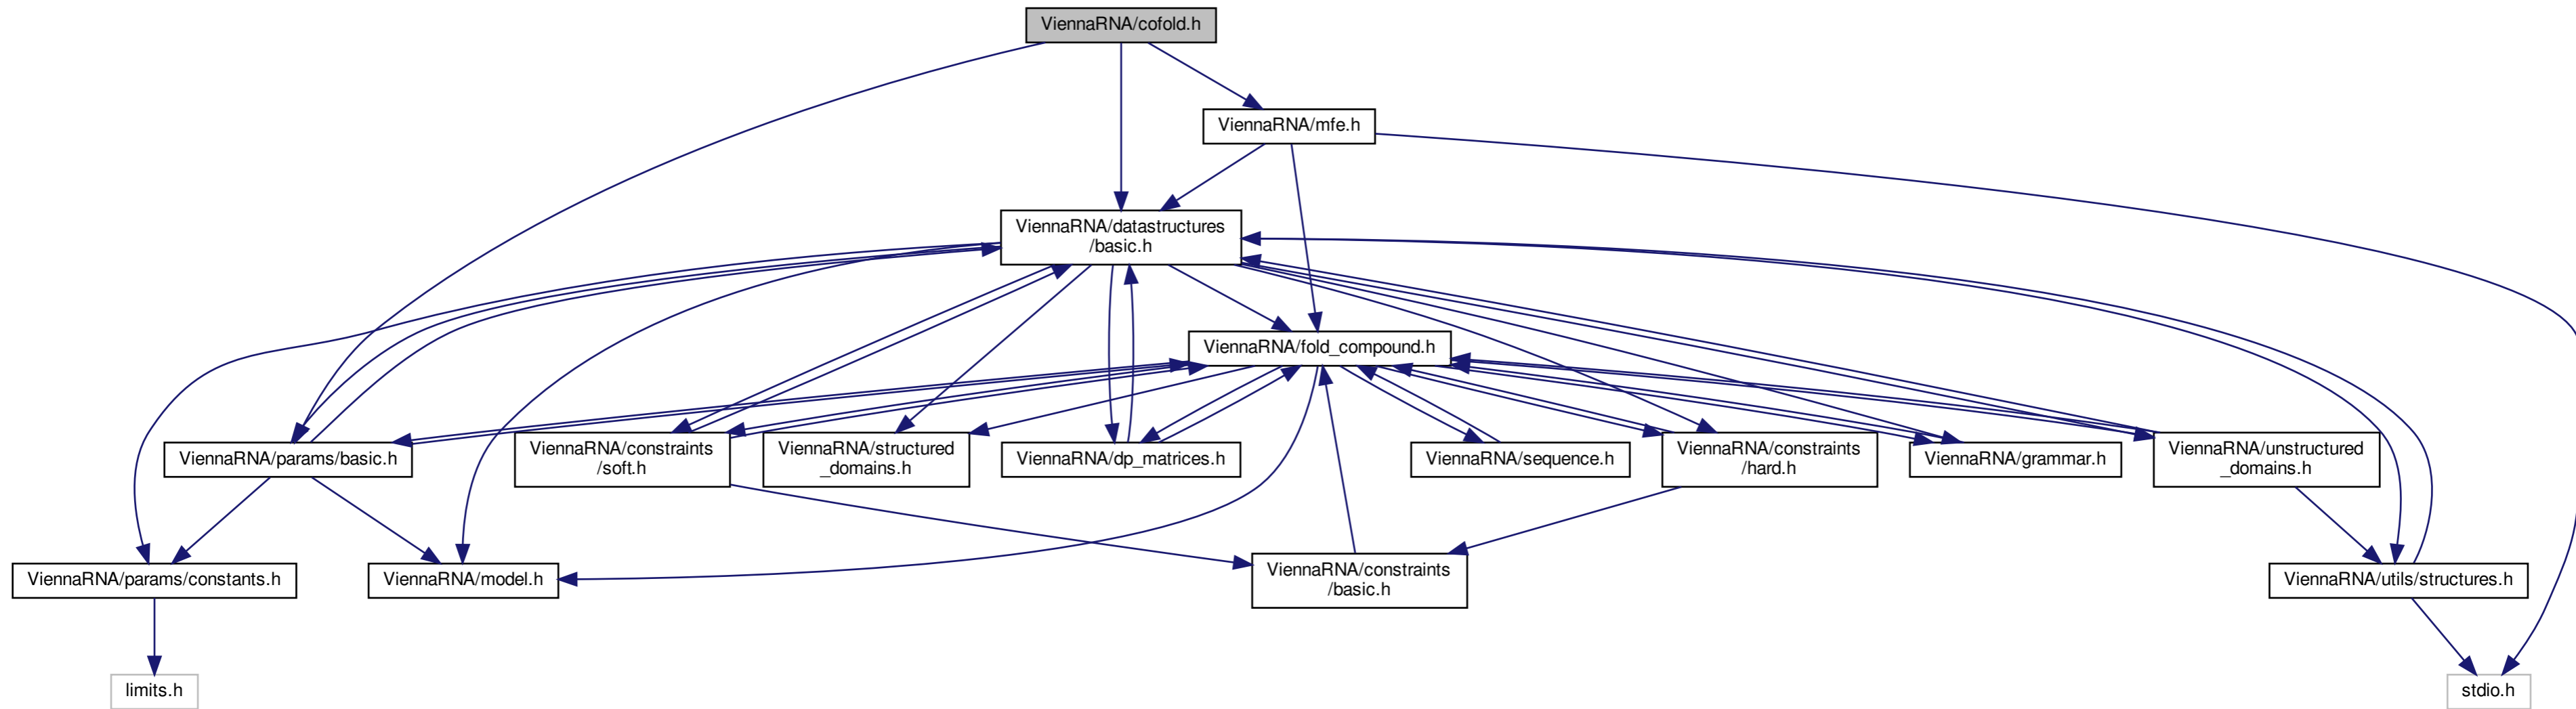 ViennaRNA/cofold.h
ViennaRNA/mfe.h
ViennaRNA/datastructures
/basic.h
ViennaRNA/fold_compound.h
ViennaRNA/params/basic.h
ViennaRNA/constraints
/soft.h
ViennaRNA/structured
_domains.h
ViennaRNA/dp_matrices.h
ViennaRNA/sequence.h
ViennaRNA/constraints
/hard.h
ViennaRNA/grammar.h
ViennaRNA/unstructured
_domains.h
ViennaRNA/params/constants.h
ViennaRNA/model.h
ViennaRNA/constraints
/basic.h
ViennaRNA/utils/structures.h
limits.h
stdio.h